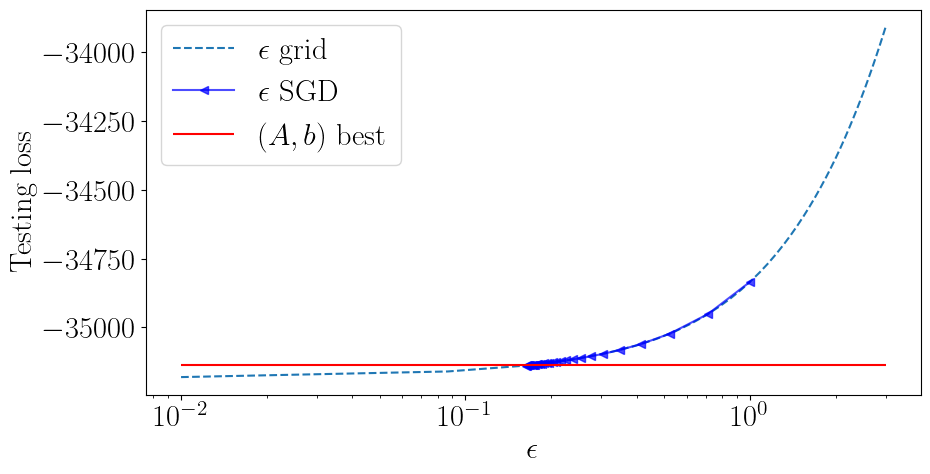 ϵ grid
ϵ SGD
(A, b) best
Testing loss
−34000
−34250
−34500
−34750
−35000
10⁻²
10⁻¹
10⁰
ϵ